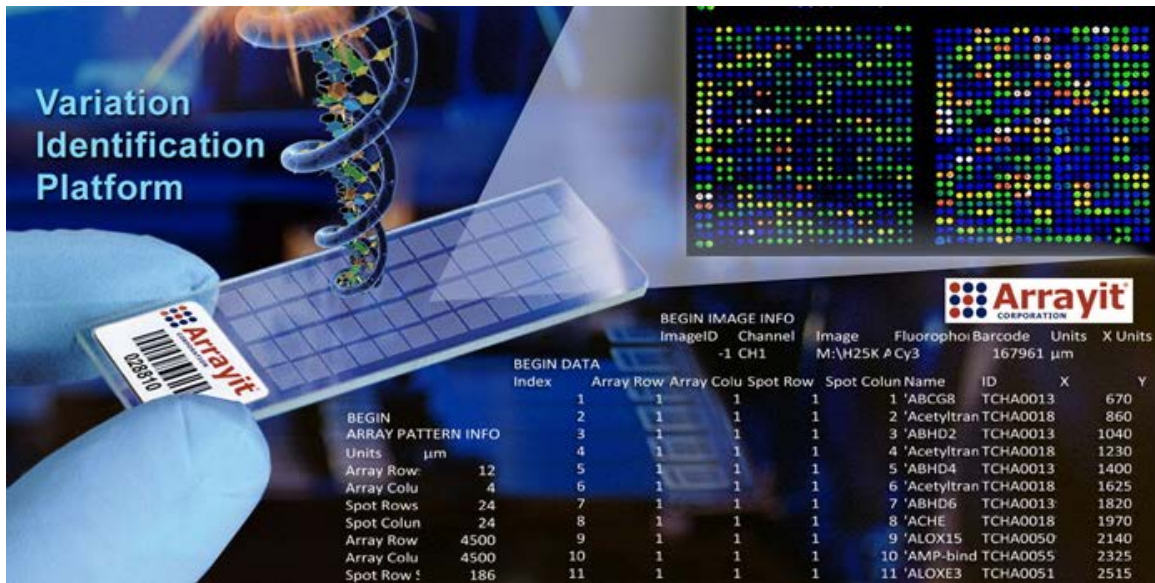 Variation
Identification
Platform
Arrayit
CORPORATION
028810
Arrayit
CORPORATION
BEGIN IMAGE INFO
ImageID Channel Image Fluorophoi Barcode Units X Units
-1 CH1 M:\H25K A Cy3 167961 µm
BEGIN DATA
Index Array Row Array Colu Spot Row Spot Colun Name ID X Y
1 1 1 1 1 'ABCG8 TCHA0013 670
2 1 1 1 2 'Acetyltran TCHA0018 860
3 1 1 1 3 'ABHD2 TCHA0013 1040
4 1 1 1 4 'Acetyltran TCHA0018 1230
5 1 1 1 5 'ABHD4 TCHA0013 1400
6 1 1 1 6 'Acetyltran TCHA0018 1625
7 1 1 1 7 'ABHD6 TCHA0013 1820
8 1 1 1 8 'ACHE TCHA0018 1970
9 1 1 1 9 'ALOX15 TCHA0050 2140
10 1 1 1 10 'AMP-bind TCHA0055 2325
11 1 1 1 11 'ALOXE3 TCHA0051 2515
BEGIN
ARRAY PATTERN INFO
Units µm
Array Row: 12
Array Colu 4
Spot Rows 24
Spot Colun 24
Array Row 4500
Array Colu 4500
Spot Row S 186